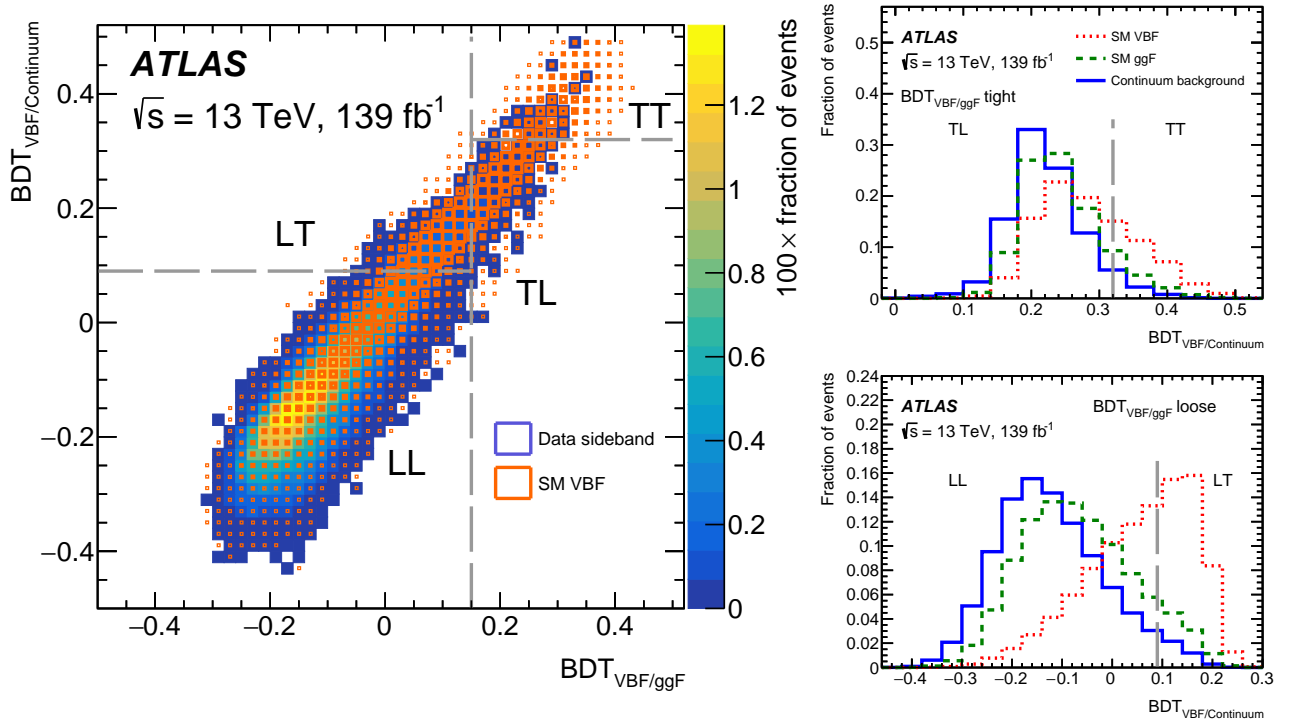 ATLAS
√s = 13 TeV, 139 fb-1
BDTVBF/Continuum
0.4
0.2
0
−0.2
−0.4
LT
TT
TL
LL
Data sideband
SM VBF
−0.4 −0.2 0 0.2 0.4
BDTVBF/ggF
100 × fraction of events
1.2
1
0.8
0.6
0.4
0.2
0
Fraction of events
0.5
0.4
0.3
0.2
0.1
0
ATLAS
√s = 13 TeV, 139 fb-1
BDTVBF/ggF tight
SM VBF
SM ggF
Continuum background
TL
TT
0 0.1 0.2 0.3 0.4 0.5
BDTVBF/Continuum
Fraction of events
0.24
0.22
0.2
0.18
0.16
0.14
0.12
0.1
0.08
0.06
0.04
0.02
0
ATLAS
√s = 13 TeV, 139 fb-1
BDTVBF/ggF loose
LL
LT
−0.4 −0.3 −0.2 −0.1 0 0.1 0.2 0.3
BDTVBF/Continuum